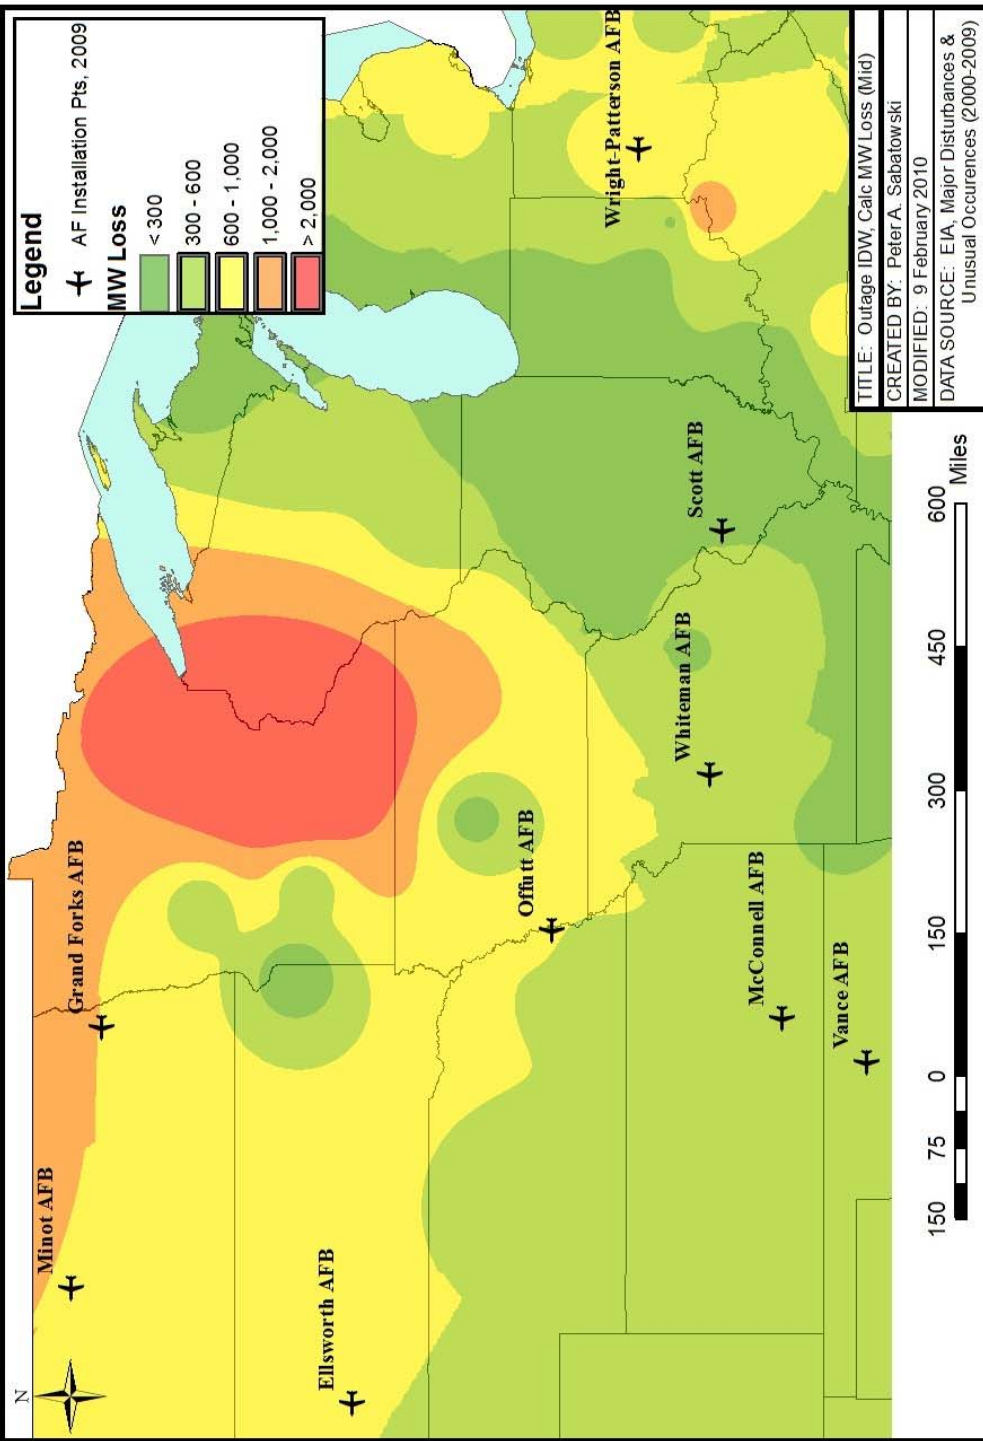 Legend
AF Installation Pts, 2009
MW Loss
< 300
300 - 600
600 - 1,000
1,000 - 2,000
> 2,000
N
Minot AFB
Grand Forks AFB
Ellsworth AFB
Offutt AFB
Wright-Patterson AFB
Whiteman AFB
Scott AFB
McConnell AFB
Vance AFB
150 75 0 150 300 450 600
Miles
TITLE: Outage IDW, Calc MW Loss (Mid)
CREATED BY: Peter A. Sabatowski
MODIFIED: 9 February 2010
DATA SOURCE: EIA, Major Disturbances &
Unusual Occurences (2000-2009)